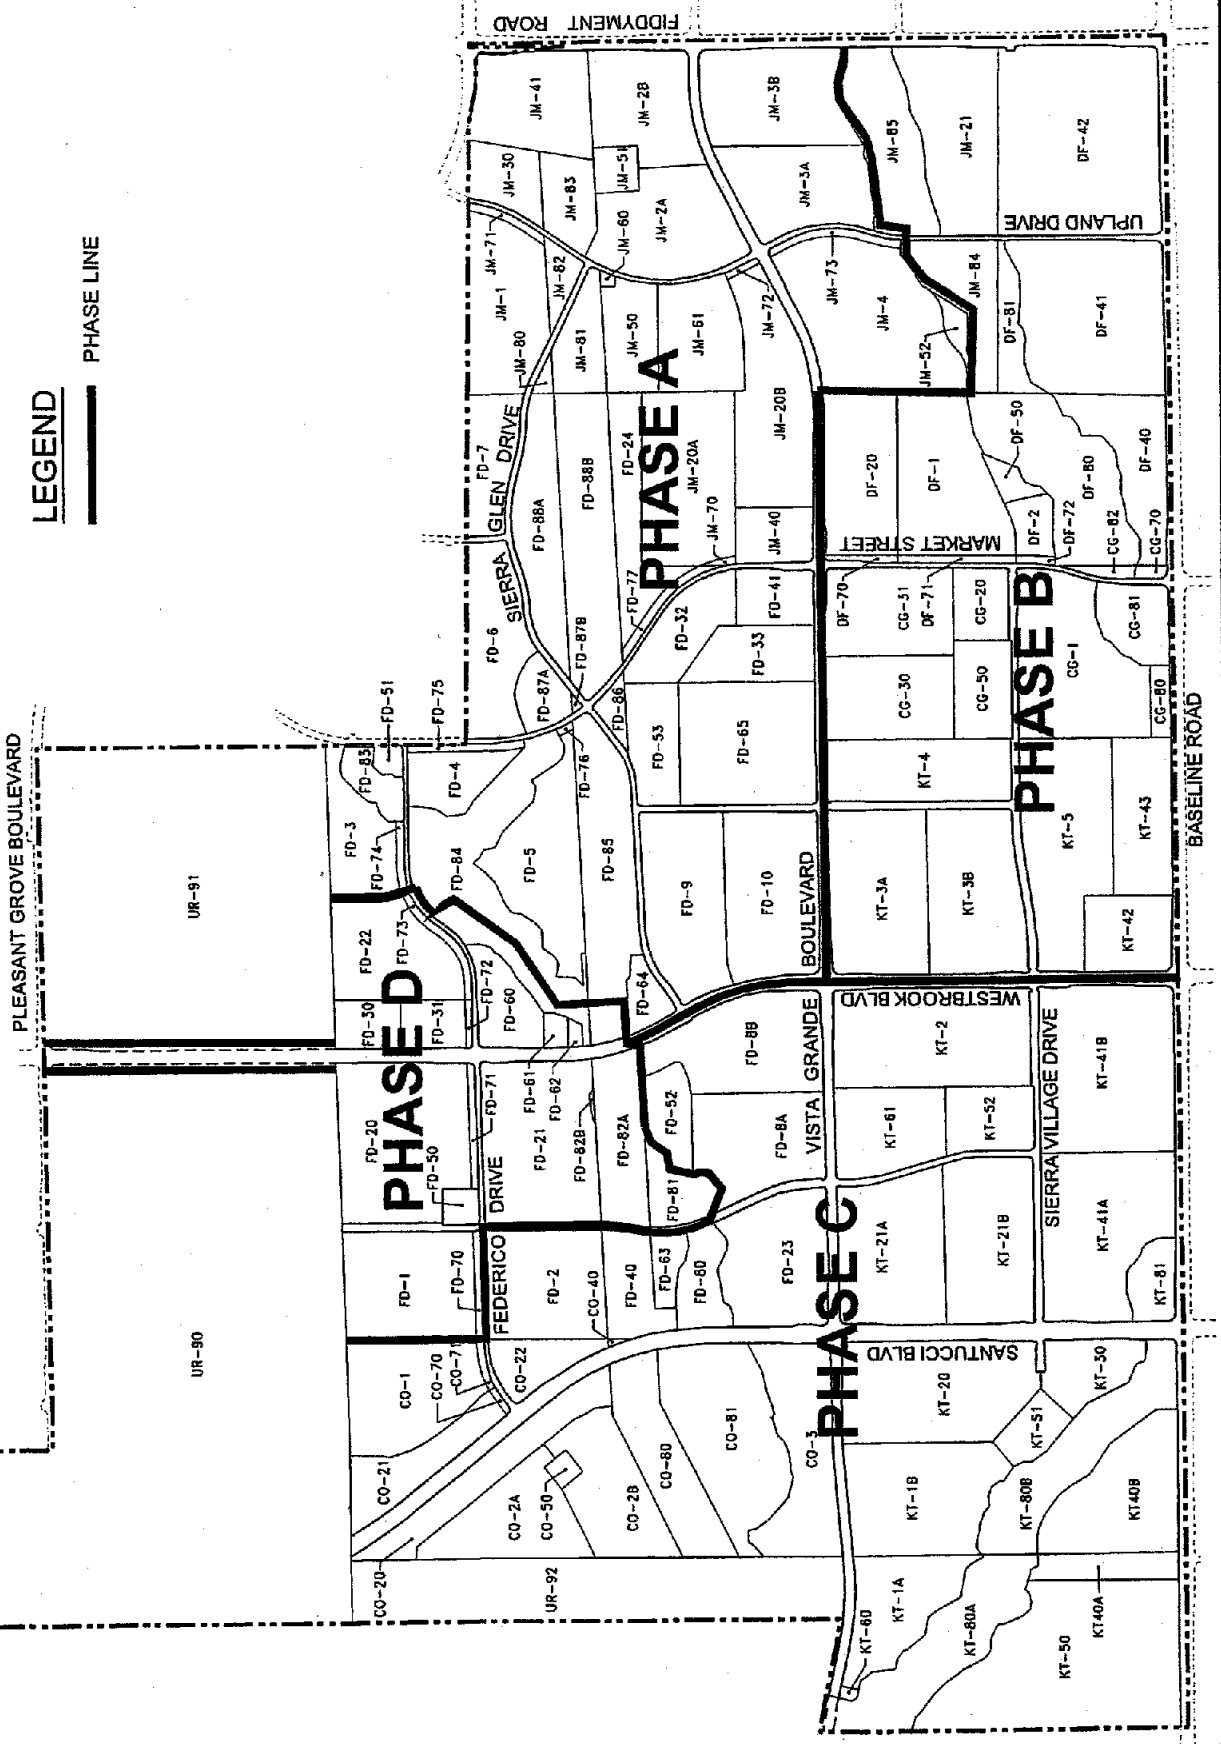 LEGEND
PHASE LINE
PLEASANT GROVE BOULEVARD
FIDDYMENT ROAD
BASELINE ROAD
PHASE A
PHASE B
PHASE C
PHASE D
SIERRA GLEN DRIVE
UPLAND DRIVE
MARKET STREET
VISTA GRANDE BOULEVARD
WESTBROOK BLVD
SIERRA VILLAGE DRIVE
SANTUCCI BLVD
FEDERICO DRIVE
JM-41
JM-30
JM-71
JM-83
JM-2B
JM-60
JM-2A
JM-1
JM-82
JM-80
JM-81
JM-50
JM-61
JM-72
JM-3B
JM-3A
JM-73
JM-4
JM-52
JM-85
JM-21
JM-84
DF-42
DF-81
DF-41
FD-7
FD-88A
FD-88B
FD-24
JM-20A
JM-20B
JM-70
JM-40
FD-41
DF-20
DF-1
DF-50
DF-2
DF-72
DF-80
DF-40
CG-82
CG-70
DF-70
DF-71
CG-31
CG-20
CG-30
CG-50
CG-1
CG-81
CG-80
FD-6
FD-77
FD-32
FD-33
FD-87B
FD-87A
FD-86
FD-76
FD-53
FD-65
FD-51
FD-75
FD-83
FD-4
FD-3
FD-74
FD-84
FD-5
FD-85
FD-9
FD-10
KT-4
KT-3A
KT-3B
KT-5
KT-43
KT-42
UR-91
FD-22
FD-73
FD-72
FD-30
FD-31
FD-60
FD-61
FD-62
FD-64
FD-20
FD-71
FD-50
FD-21
FD-82B
FD-82A
FD-52
FD-8B
FD-8A
FD-81
KT-2
KT-61
KT-52
KT-41B
KT-41A
KT-81
KT-21A
KT-21B
FD-23
FD-80
FD-63
FD-40
FD-2
CO-40
FD-1
FD-70
UR-90
CO-1
CO-70
CO-71
CO-22
CO-21
CO-20
CO-2A
CO-50
CO-2B
CO-80
CO-81
CO-3
UR-92
KT-20
KT-51
KT-1B
KT-80B
KT40B
KT-1A
KT-80A
KT-60
KT-50
KT40A